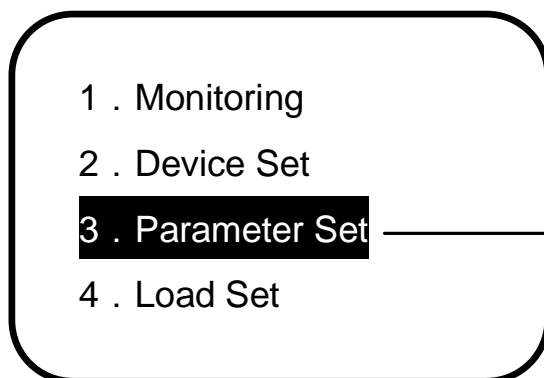 1 . Monitoring
2 . Device Set
3 . Parameter Set
4 . Load Set